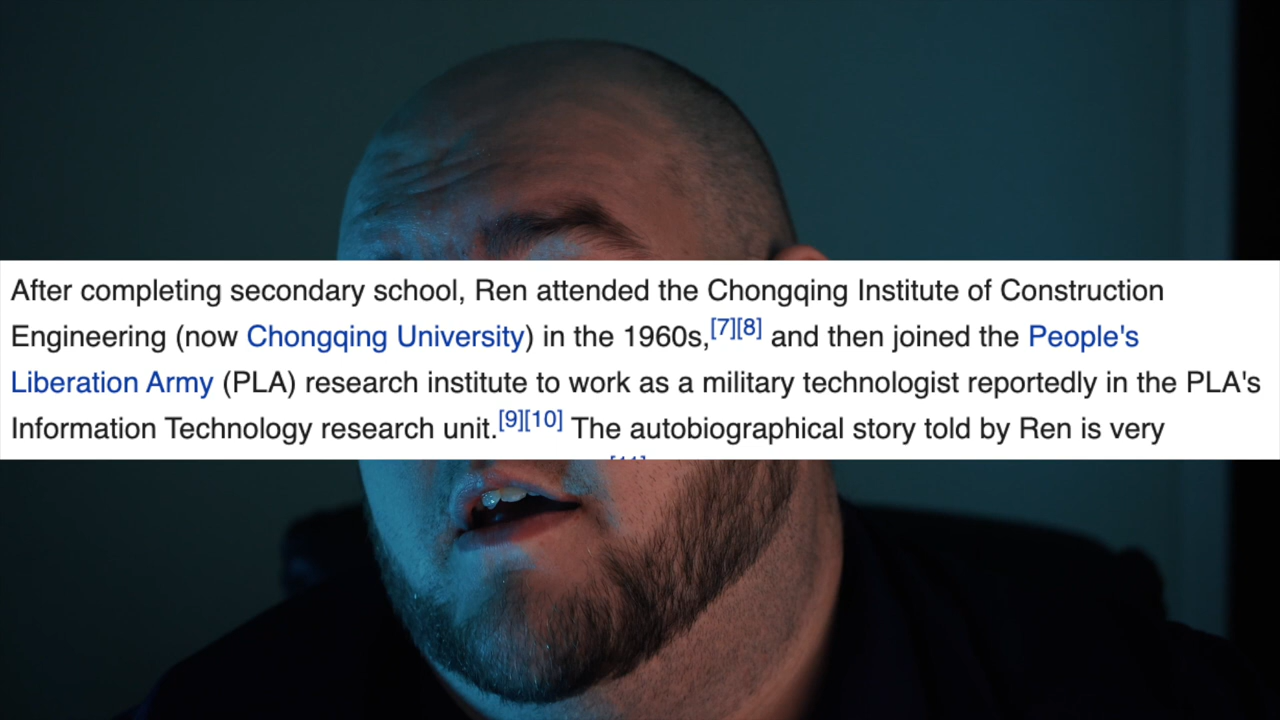 After completing secondary school, Ren attended the Chongqing Institute of Construction
Engineering (now Chongqing University) in the 1960s,[7][8] and then joined the People's
Liberation Army (PLA) research institute to work as a military technologist reportedly in the PLA's
Information Technology research unit.[9][10] The autobiographical story told by Ren is very